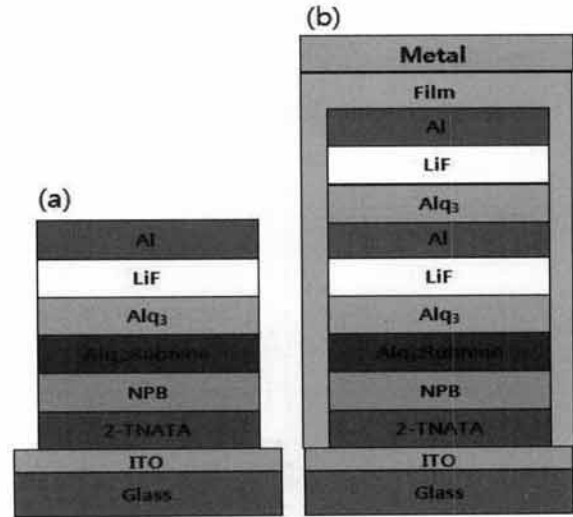 (a)
Al
LiF
Alq₃
NPB
2-TNATA
ITO
Glass
(b)
Metal
Film
Al
LiF
Alq₃
Al
LiF
Alq₃
NPB
2-TNATA
ITO
Glass